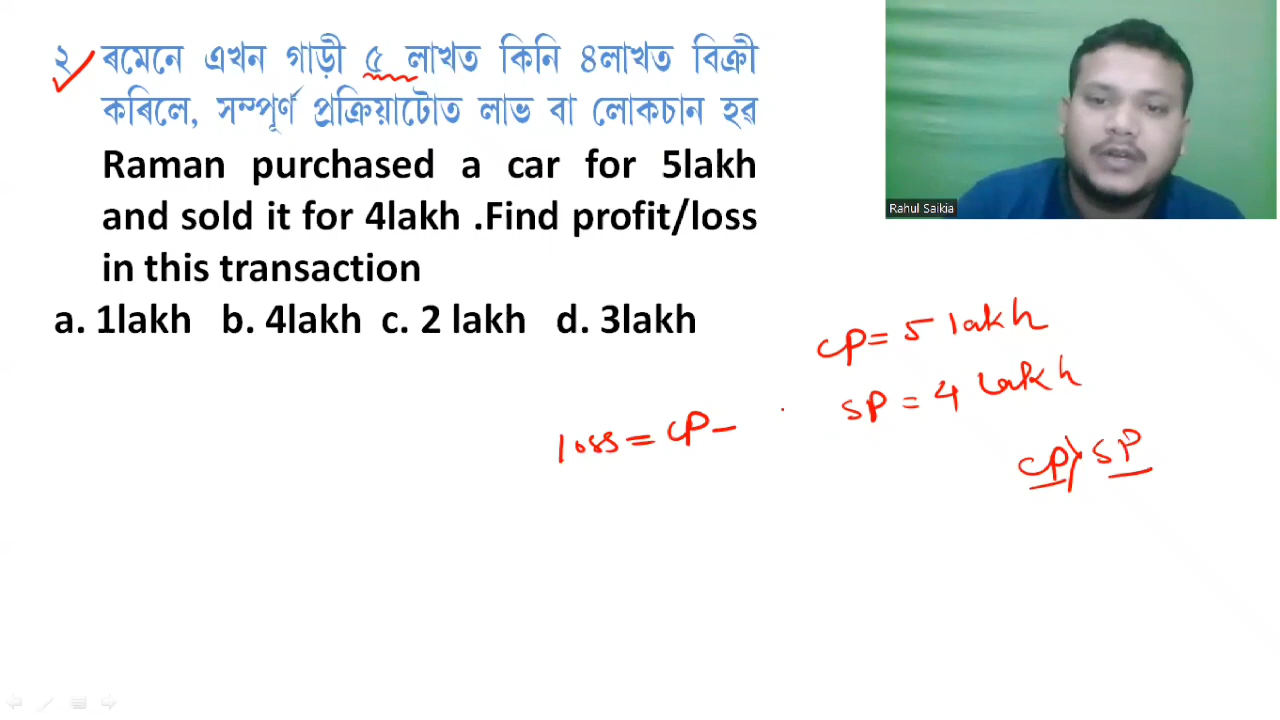 ২ ৰমেনে এখন গাড়ী ৫ লাখত কিনি ৪লাখত বিক্ৰী
কৰিলে, সম্পূৰ্ণ প্ৰক্ৰিয়াটোত লাভ বা লোকচান হৱ
Raman purchased a car for 5lakh
and sold it for 4lakh .Find profit/loss
in this transaction
a. 1lakh b. 4lakh c. 2 lakh d. 3lakh
Rahul Saikia
CP= 5 lakh
SP = 4 lakh
loss = CP –
CP > SP